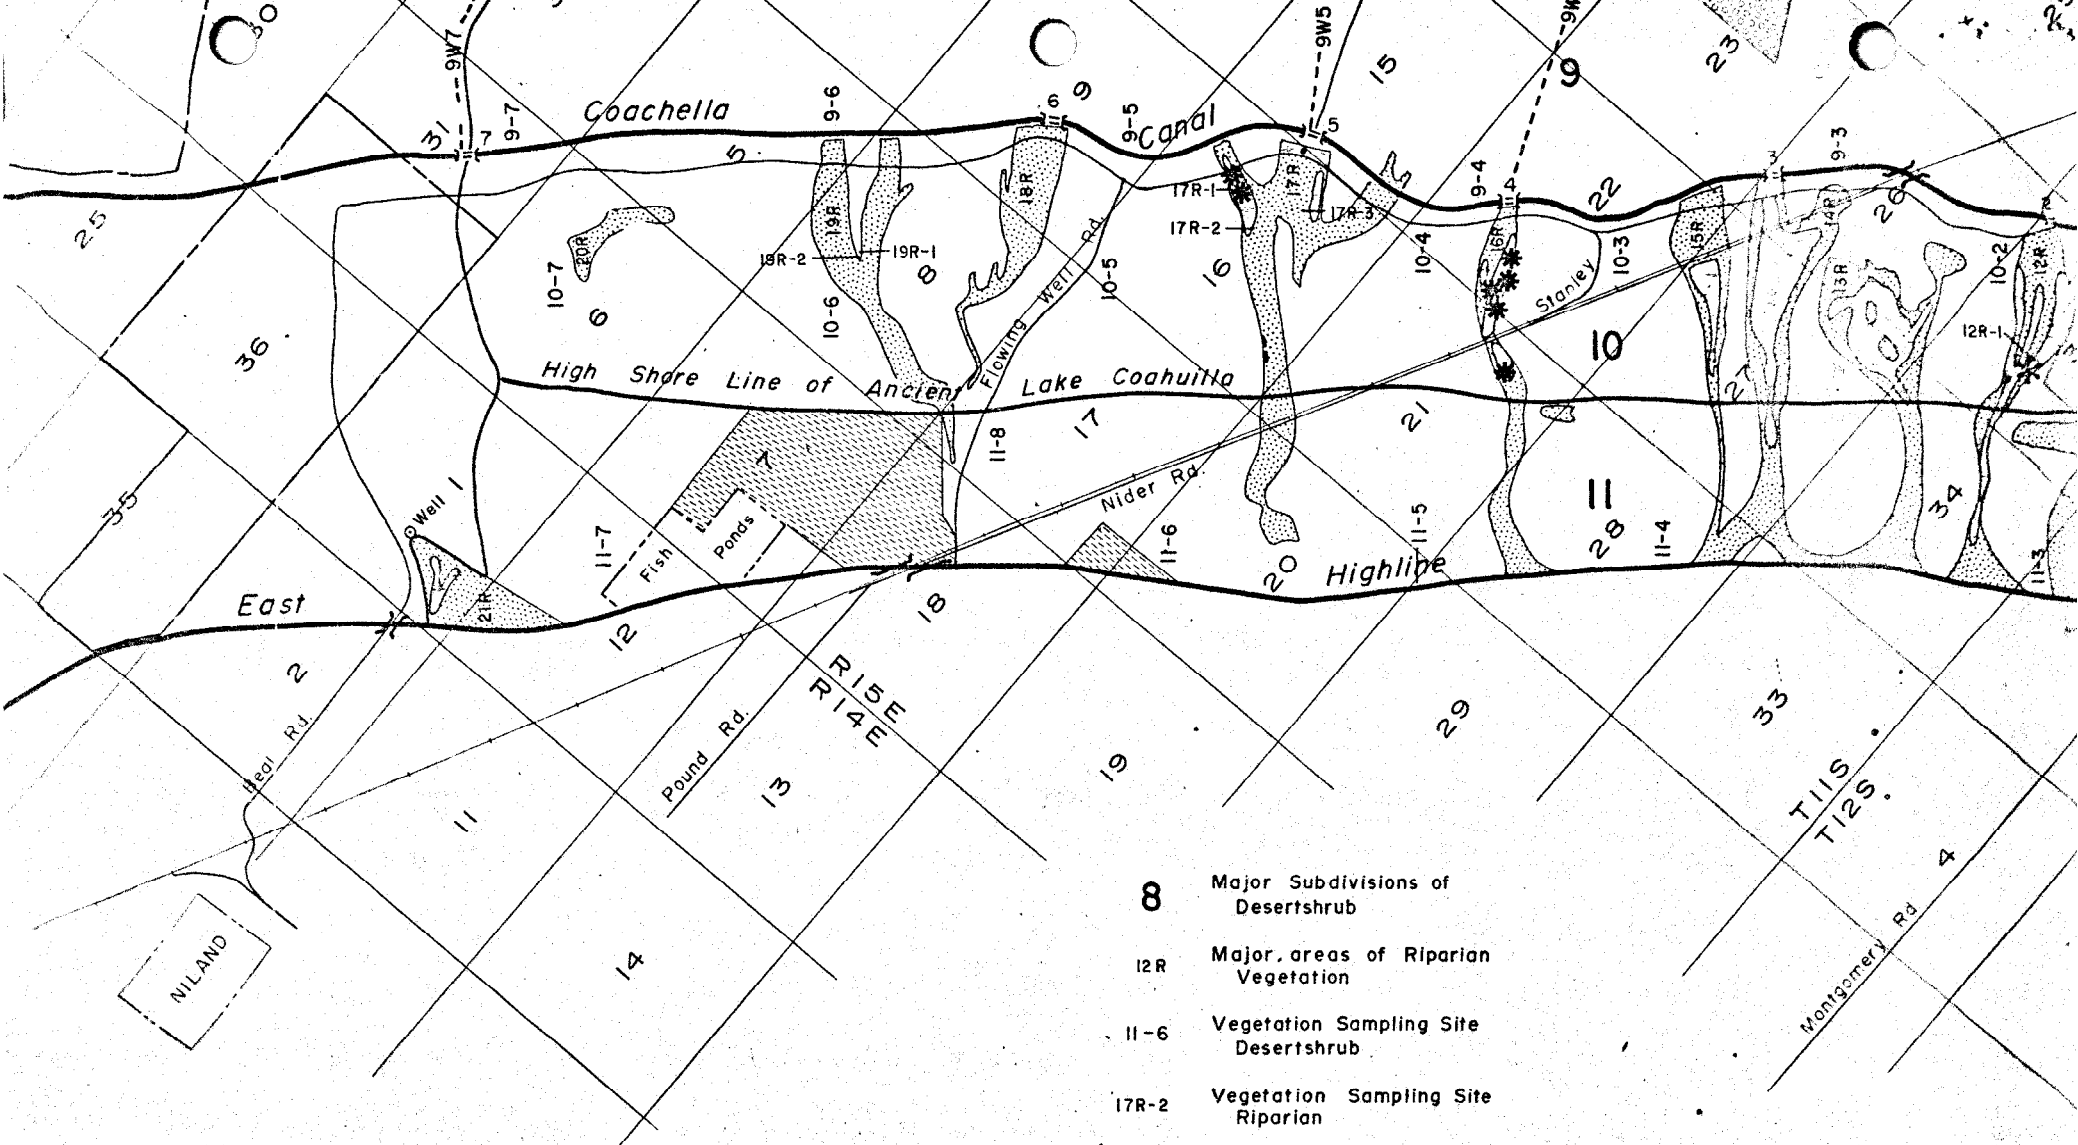 30
9W7
9W5
15
23
9
31
7
9-7
Coachella
9-6
6
9
9-5
Canal
5
9-3
3
5
25
19R
18R
17R-1
17R
17R-3
17R-2
9-4
4
22
14R
26
2
20R
19R-2
19R-1
8
Flowing Well Rd.
10-7
6
10-6
10-5
16
10-4
16R
Stanley
10-3
15R
13R
10-2
12R
12R-1
36
10
High Shore Line of Ancient Lake Coahuilla
7
17
21
27
11-8
Nider Rd.
35
Well 1
11-7
Fish Ponds
11-6
11-5
11
28
11-4
34
11-3
21R
20
Highline
East
12
18
2
Beal Rd.
R15E
R14E
Pound Rd.
13
19
29
33
T11S
T12S
11
4
14
Montgomery Rd
NILAND
8 Major Subdivisions of
Desertshrub
12R Major areas of Riparian
Vegetation
11-6 Vegetation Sampling Site
Desertshrub
17R-2 Vegetation Sampling Site
Riparian